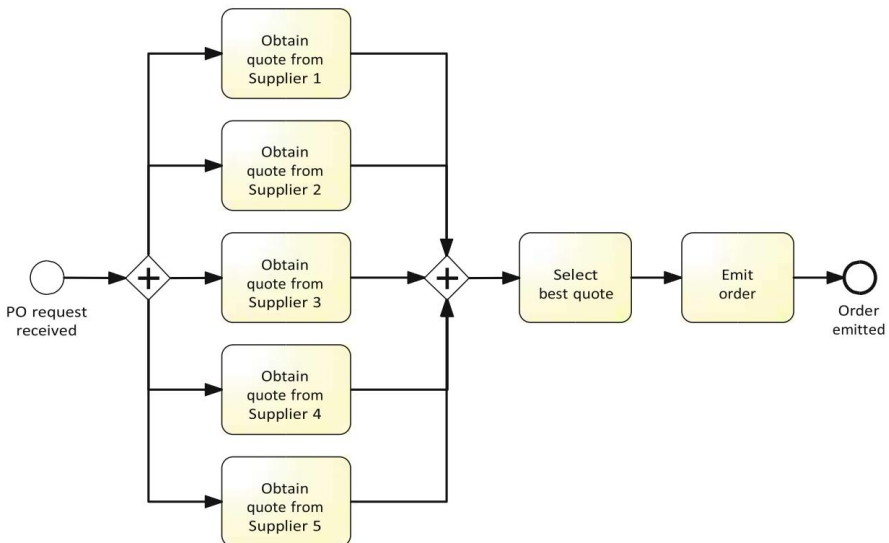 Obtain
quote from
Supplier 1
Obtain
quote from
Supplier 2
PO request
received
Obtain
quote from
Supplier 3
Select
best quote
Emit
order
Order
emitted
Obtain
quote from
Supplier 4
Obtain
quote from
Supplier 5